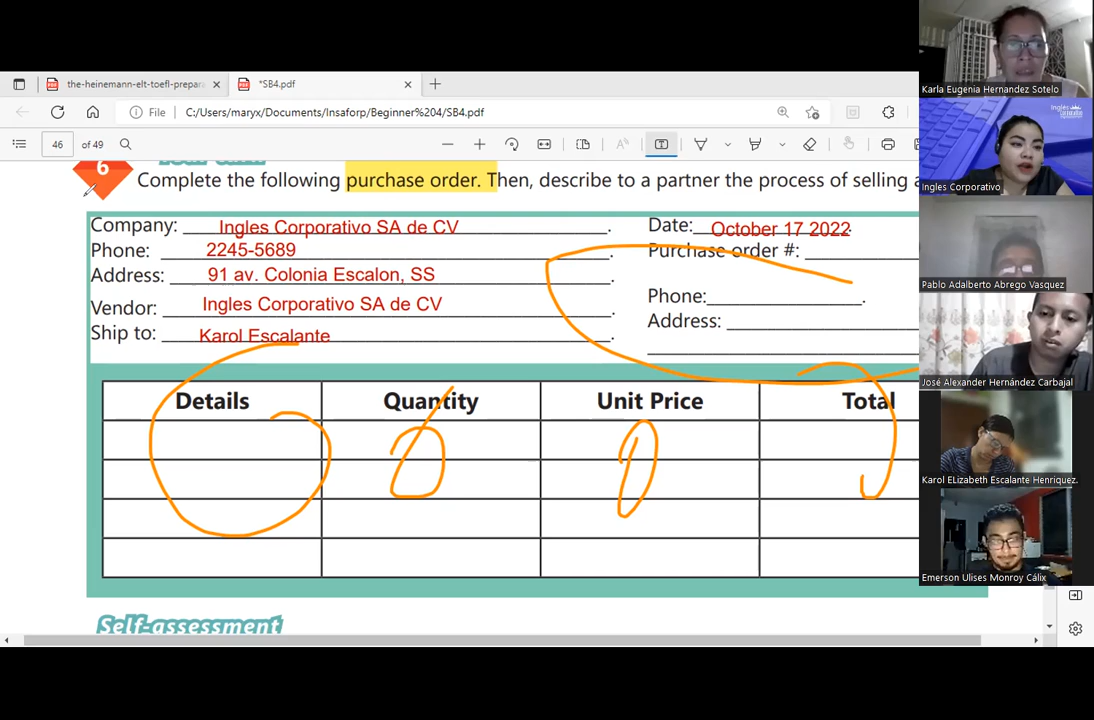 Karla Eugenia Hernandez Sotelo
the-heinemann-elt-toefl-prepara
*SB4.pdf
File
C:/Users/maryx/Documents/Insaforp/Beginner%204/SB4.pdf
Inglés
Ingles Corporativo
46 of 49
6
Complete the following purchase order. Then, describe to a partner the process of selling a
Company: Ingles Corporativo SA de CV
Date: October 17 2022
Phone: 2245-5689
Purchase order #:
Address: 91 av. Colonia Escalon, SS
Phone:
Vendor: Ingles Corporativo SA de CV
Address:
Ship to: Karol Escalante
Pablo Adalberto Abrego Vasquez
José Alexander Hernández Carbajal
Details Quantity Unit Price Total
Karol ELizabeth Escalante Henriquez.
Emerson Ulises Monroy Cálix
Self-assessment